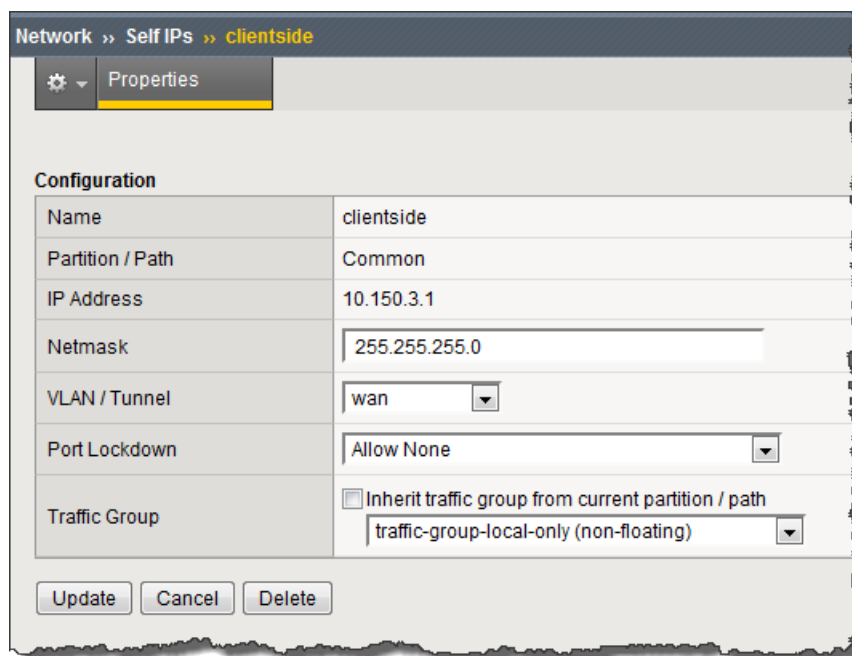 Network » Self IPs » clientside
Properties
Configuration
Name clientside
Partition / Path Common
IP Address 10.150.3.1
Netmask 255.255.255.0
VLAN / Tunnel wan
Port Lockdown Allow None
Inherit traffic group from current partition / path
Traffic Group
traffic-group-local-only (non-floating)
Update Cancel Delete